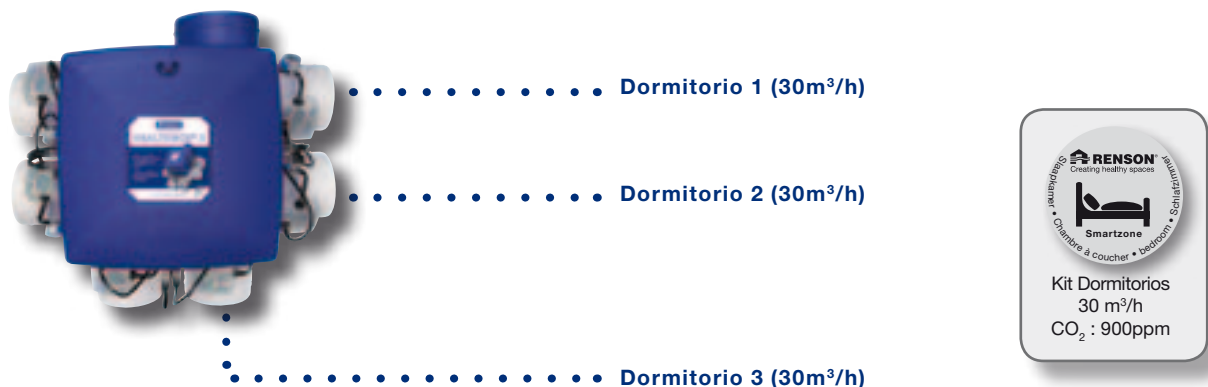 Dormitorio 1 (30m³/h)
Dormitorio 2 (30m³/h)
Dormitorio 3 (30m³/h)
RENSON®
Creating healthy spaces
Smartzone
Slaapkamer • Chambre à coucher • bedroom • Schlafzimmer
Kit Dormitorios
30 m³/h
CO₂ : 900ppm